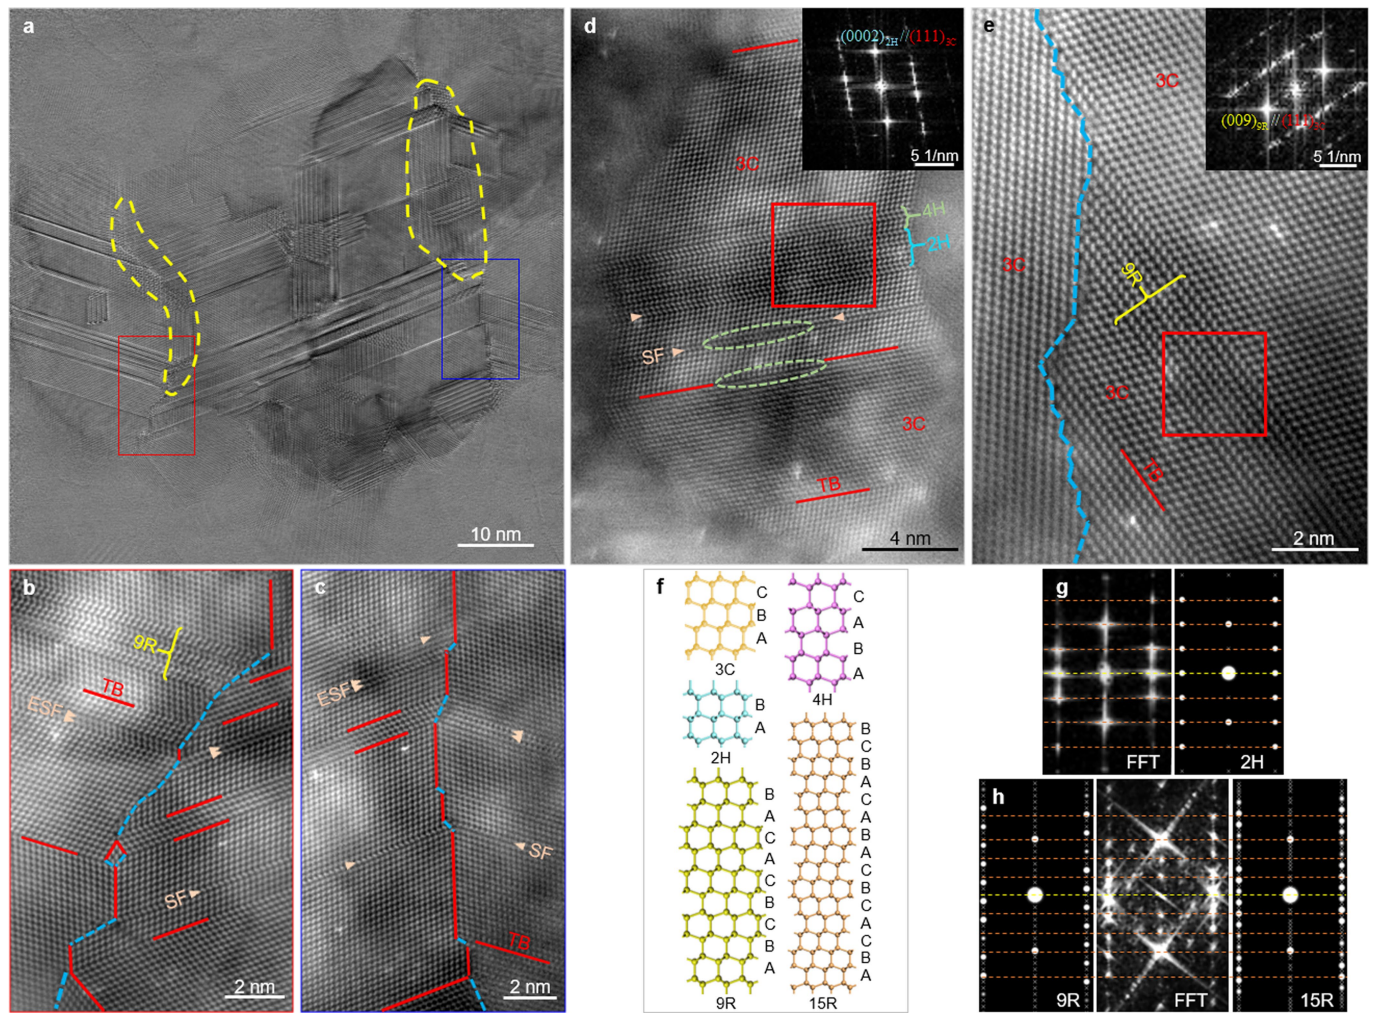 a
10 nm
b
9R
TB
ESF
SF
2 nm
c
ESF
SF
TB
2 nm
d
(0002)2H//(111)3C
5 1/nm
3C
4H
2H
SF
3C
TB
4 nm
e
3C
(009)9R//(111)3C
5 1/nm
9R
3C
3C
TB
2 nm
f
C
B
A
3C
C
A
B
A
4H
B
A
2H
B
A
C
A
C
B
C
B
A
9R
B
C
B
A
C
A
B
A
C
B
C
A
C
B
A
15R
g
FFT
2H
h
9R
FFT
15R